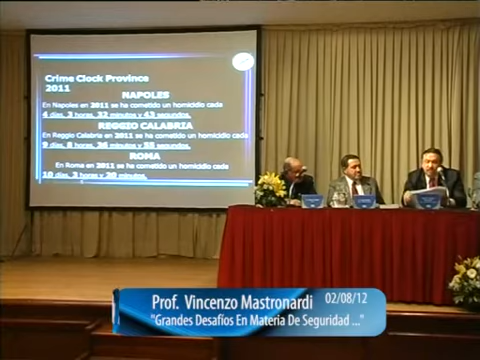 Crime Clock Province
2011
NAPOLES
En Napoles en 2011 se ha cometido un homicidio cada
4 dias, 3 horas, 32 minutos y 43 segundos.
REGGIO CALABRIA
En Reggio Calabria en 2011 se ha cometido un homicidio cada
9 dias, 8 horas, 36 minutos y 55 segundos.
ROMA
En Roma en 2011 se ha cometido un homicidio cada
10 dias, 3 horas y 20 minutos.
Prof. Vincenzo Mastronardi 02/08/12
"Grandes Desafíos En Materia De Seguridad ..."